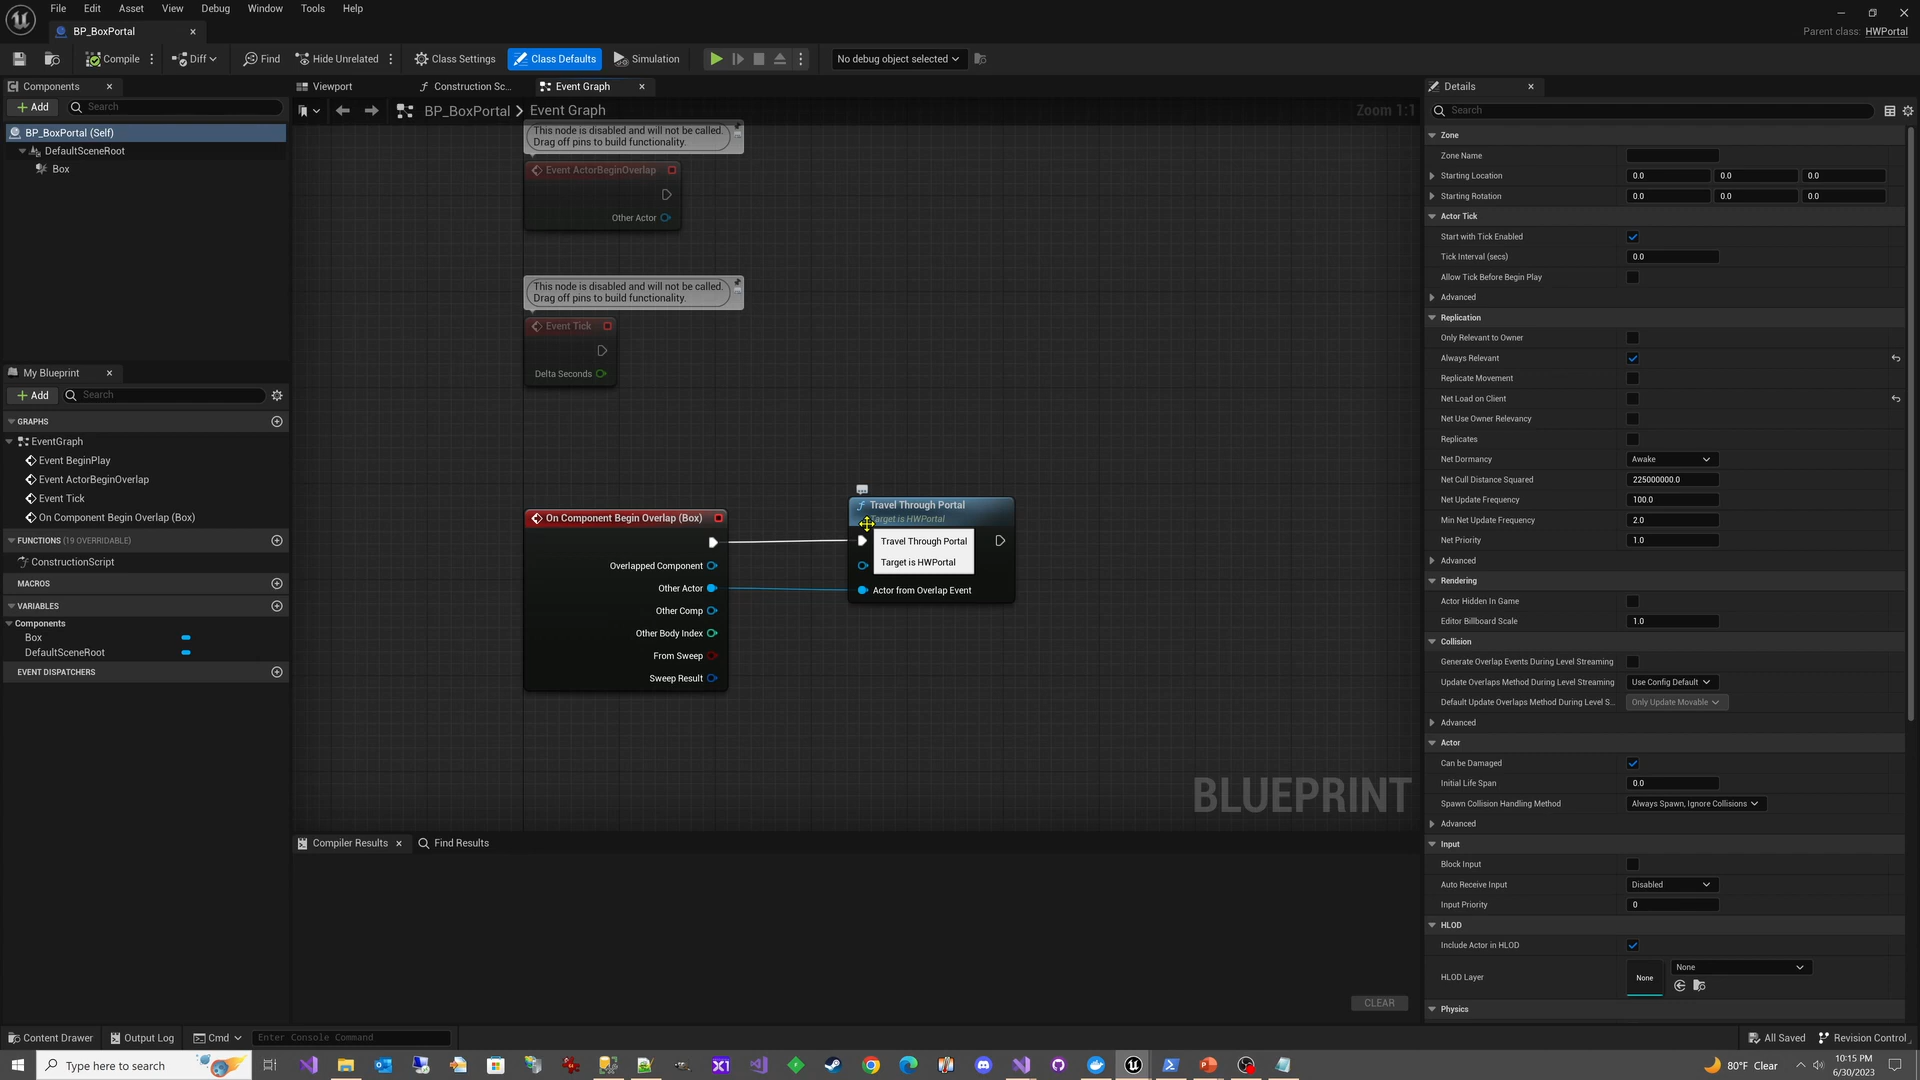 File Edit Asset View Debug Window Tools Help
BP_BoxPortal
Parent class: HWPortal
Compile Diff Find Hide Unrelated Class Settings Class Defaults Simulation No debug object selected
Components
Add Search
BP_BoxPortal (Self)
DefaultSceneRoot
Box
My Blueprint
Add Search
GRAPHS
EventGraph
Event BeginPlay
Event ActorBeginOverlap
Event Tick
On Component Begin Overlap (Box)
FUNCTIONS (19 OVERRIDABLE)
ConstructionScript
MACROS
VARIABLES
Components
Box
DefaultSceneRoot
EVENT DISPATCHERS
Viewport Construction Sc... Event Graph
BP_BoxPortal > Event Graph
Zoom 1:1
This node is disabled and will not be called.
Drag off pins to build functionality.
Event ActorBeginOverlap
Other Actor
This node is disabled and will not be called.
Drag off pins to build functionality.
Event Tick
Delta Seconds
On Component Begin Overlap (Box)
Overlapped Component
Other Actor
Other Comp
Other Body Index
From Sweep
Sweep Result
Travel Through Portal
Target is HWPortal
Travel Through Portal
Target is HWPortal
Actor from Overlap Event
BLUEPRINT
Compiler Results Find Results
CLEAR
Details
Search
Zone
Zone Name
Starting Location 0.0 0.0 0.0
Starting Rotation 0.0 0.0 0.0
Actor Tick
Start with Tick Enabled
Tick Interval (secs) 0.0
Allow Tick Before Begin Play
Advanced
Replication
Only Relevant to Owner
Always Relevant
Replicate Movement
Net Load on Client
Net Use Owner Relevancy
Replicates
Net Dormancy Awake
Net Cull Distance Squared 225000000.0
Net Update Frequency 100.0
Min Net Update Frequency 2.0
Net Priority 1.0
Advanced
Rendering
Actor Hidden In Game
Editor Billboard Scale 1.0
Collision
Generate Overlap Events During Level Streaming
Update Overlaps Method During Level Streaming Use Config Default
Default Update Overlaps Method During Level S... Only Update Movable
Advanced
Actor
Can be Damaged
Initial Life Span 0.0
Spawn Collision Handling Method Always Spawn, Ignore Collisions
Advanced
Input
Block Input
Auto Receive Input Disabled
Input Priority 0
HLOD
Include Actor in HLOD
HLOD Layer None None
Physics
Content Drawer Output Log Cmd Enter Console Command All Saved Revision Control
Type here to search
80°F Clear
10:15 PM
6/30/2023